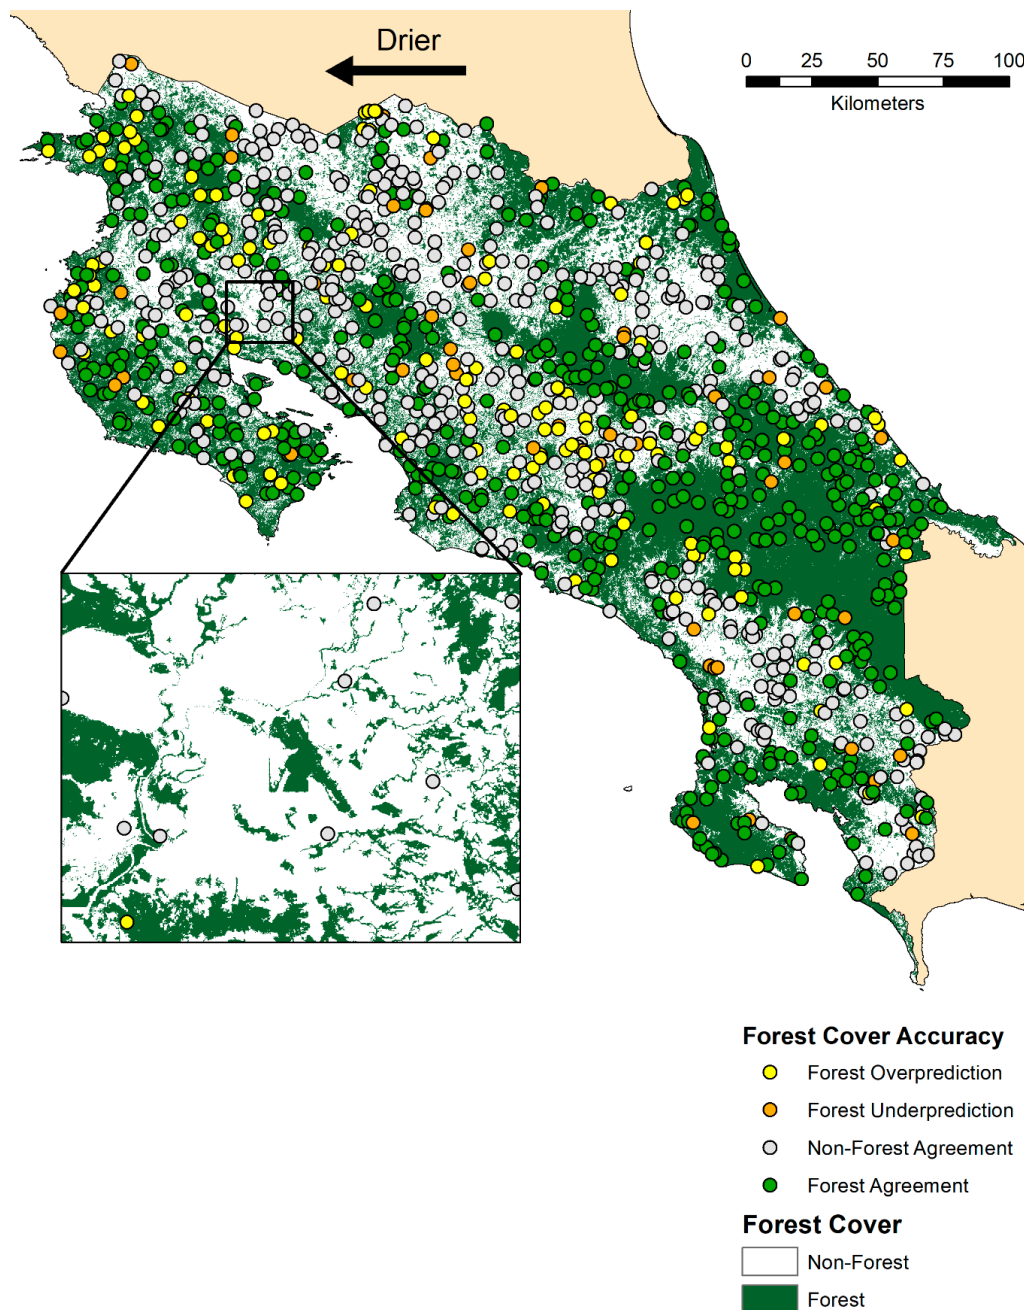 Drier
0 25 50 75 100
Kilometers
Forest Cover Accuracy
Forest Overprediction
Forest Underprediction
Non-Forest Agreement
Forest Agreement
Forest Cover
Non-Forest
Forest